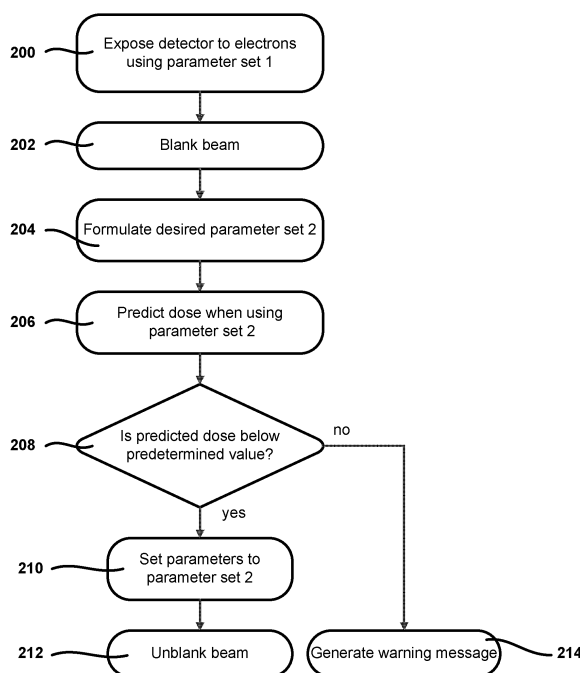 200
Expose detector to electrons
using parameter set 1
202
Blank beam
204
Formulate desired parameter set 2
206
Predict dose when using
parameter set 2
208
Is predicted dose below
predetermined value?
no
yes
210
Set parameters to
parameter set 2
212
Unblank beam
Generate warning message
214